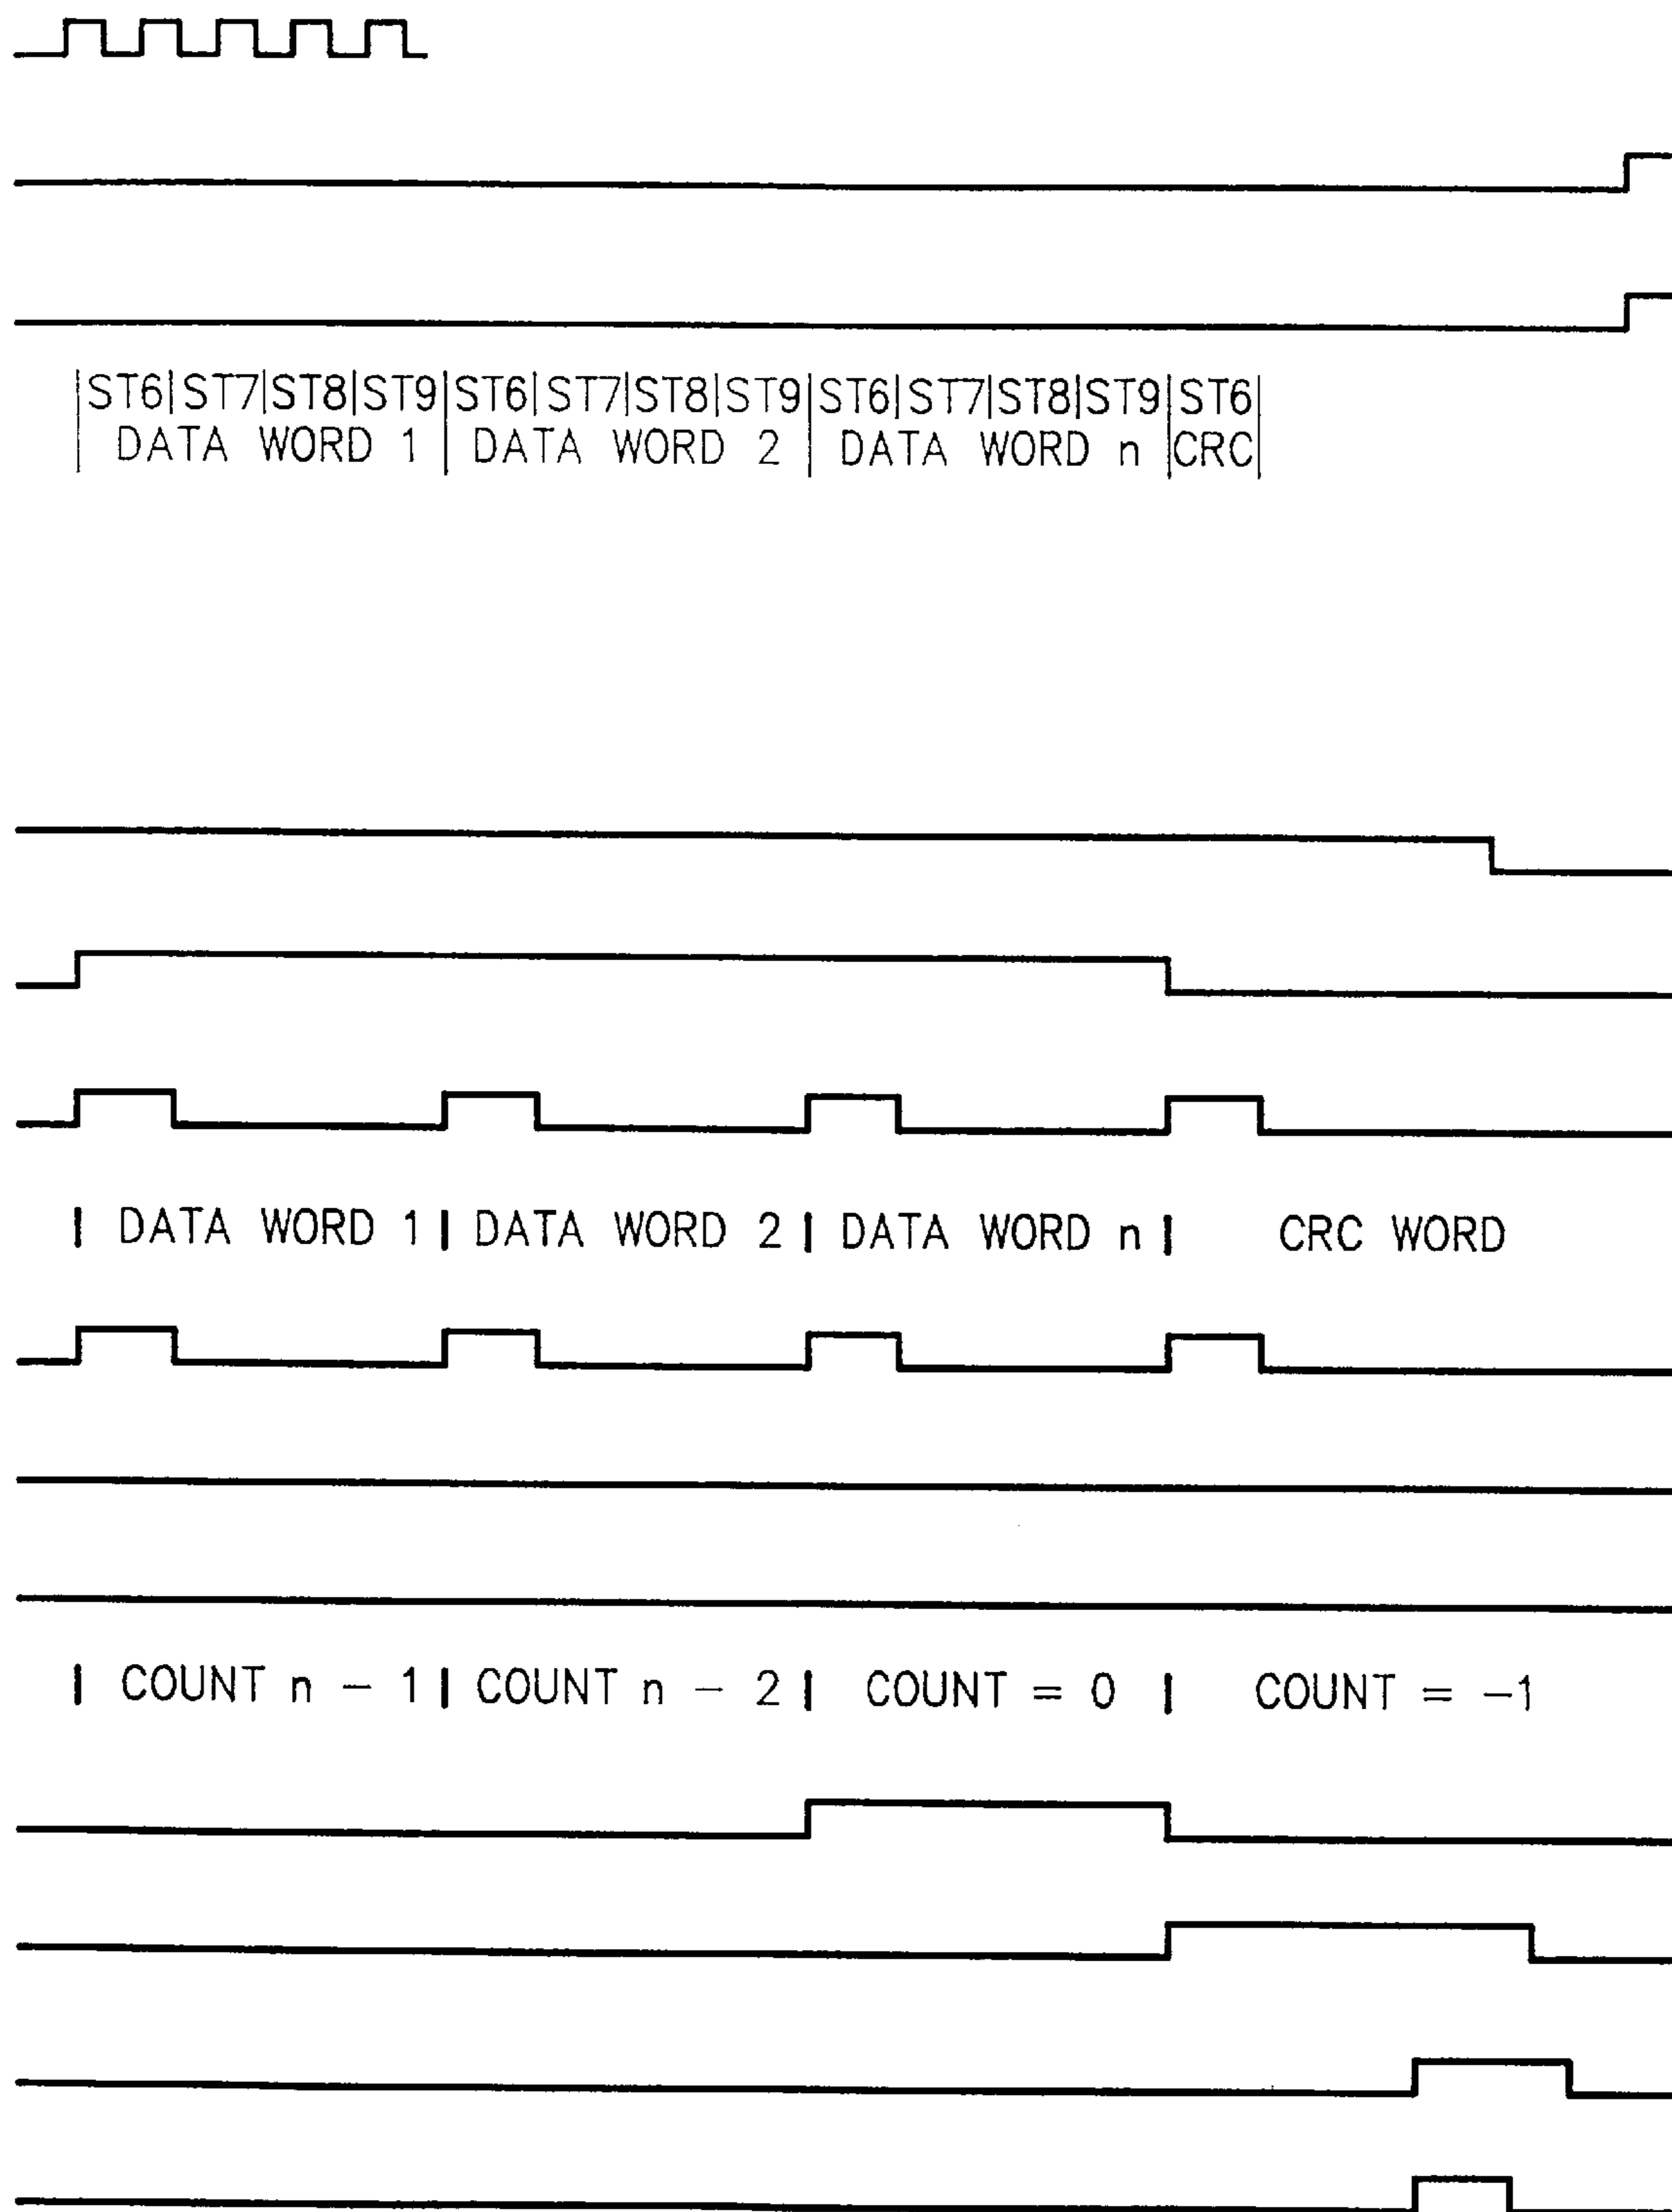 |ST6|ST7|ST8|ST9|ST6|ST7|ST8|ST9|ST6|ST7|ST8|ST9|ST6|
|DATA WORD 1|DATA WORD 2|DATA WORD n|CRC|
| DATA WORD 1 | DATA WORD 2 | DATA WORD n | CRC WORD
| COUNT n - 1 | COUNT n - 2 | COUNT = 0 | COUNT = -1